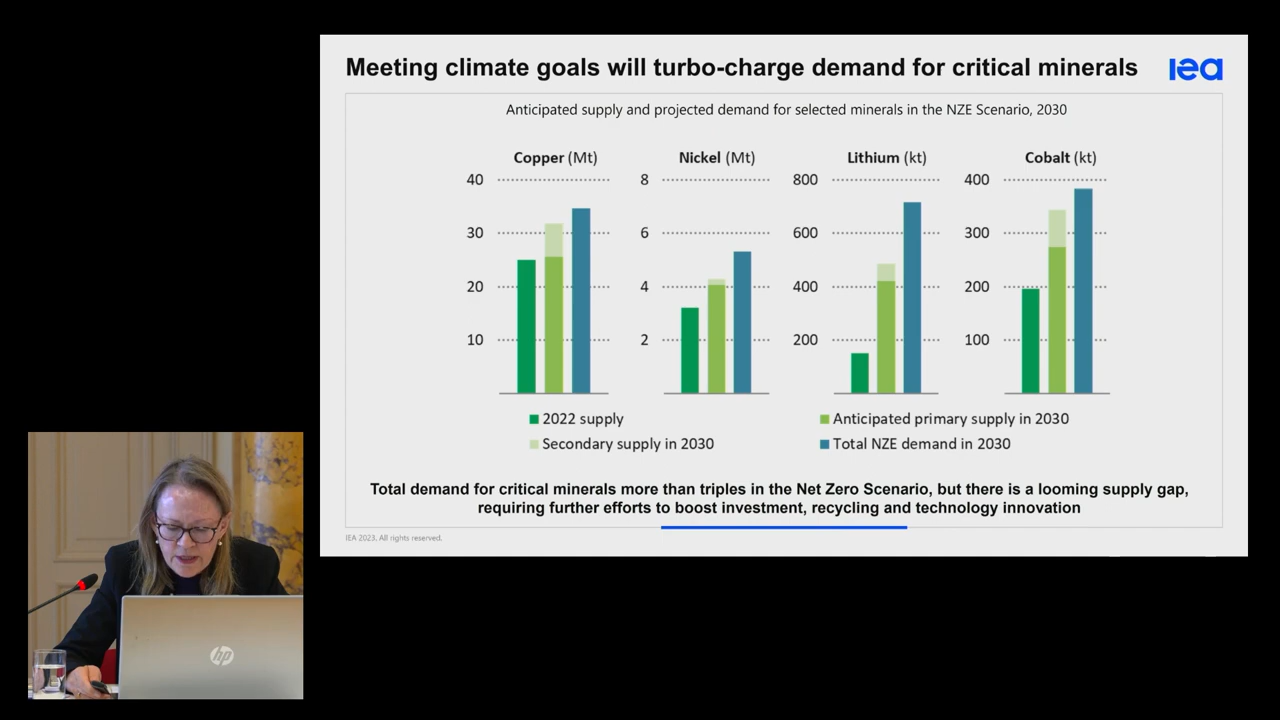 Meeting climate goals will turbo-charge demand for critical minerals
iea
Anticipated supply and projected demand for selected minerals in the NZE Scenario, 2030
Copper (Mt)
40
30
20
10
Nickel (Mt)
8
6
4
2
Lithium (kt)
800
600
400
200
Cobalt (kt)
400
300
200
100
2022 supply
Anticipated primary supply in 2030
Secondary supply in 2030
Total NZE demand in 2030
Total demand for critical minerals more than triples in the Net Zero Scenario, but there is a looming supply gap,
requiring further efforts to boost investment, recycling and technology innovation
IEA 2023. All rights reserved.
hp